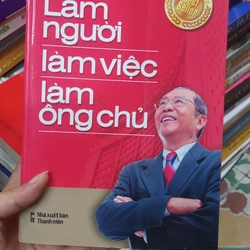 Làm
người
làm việc
làm
ông chủ
Nhà xuất bản
Thanh niên